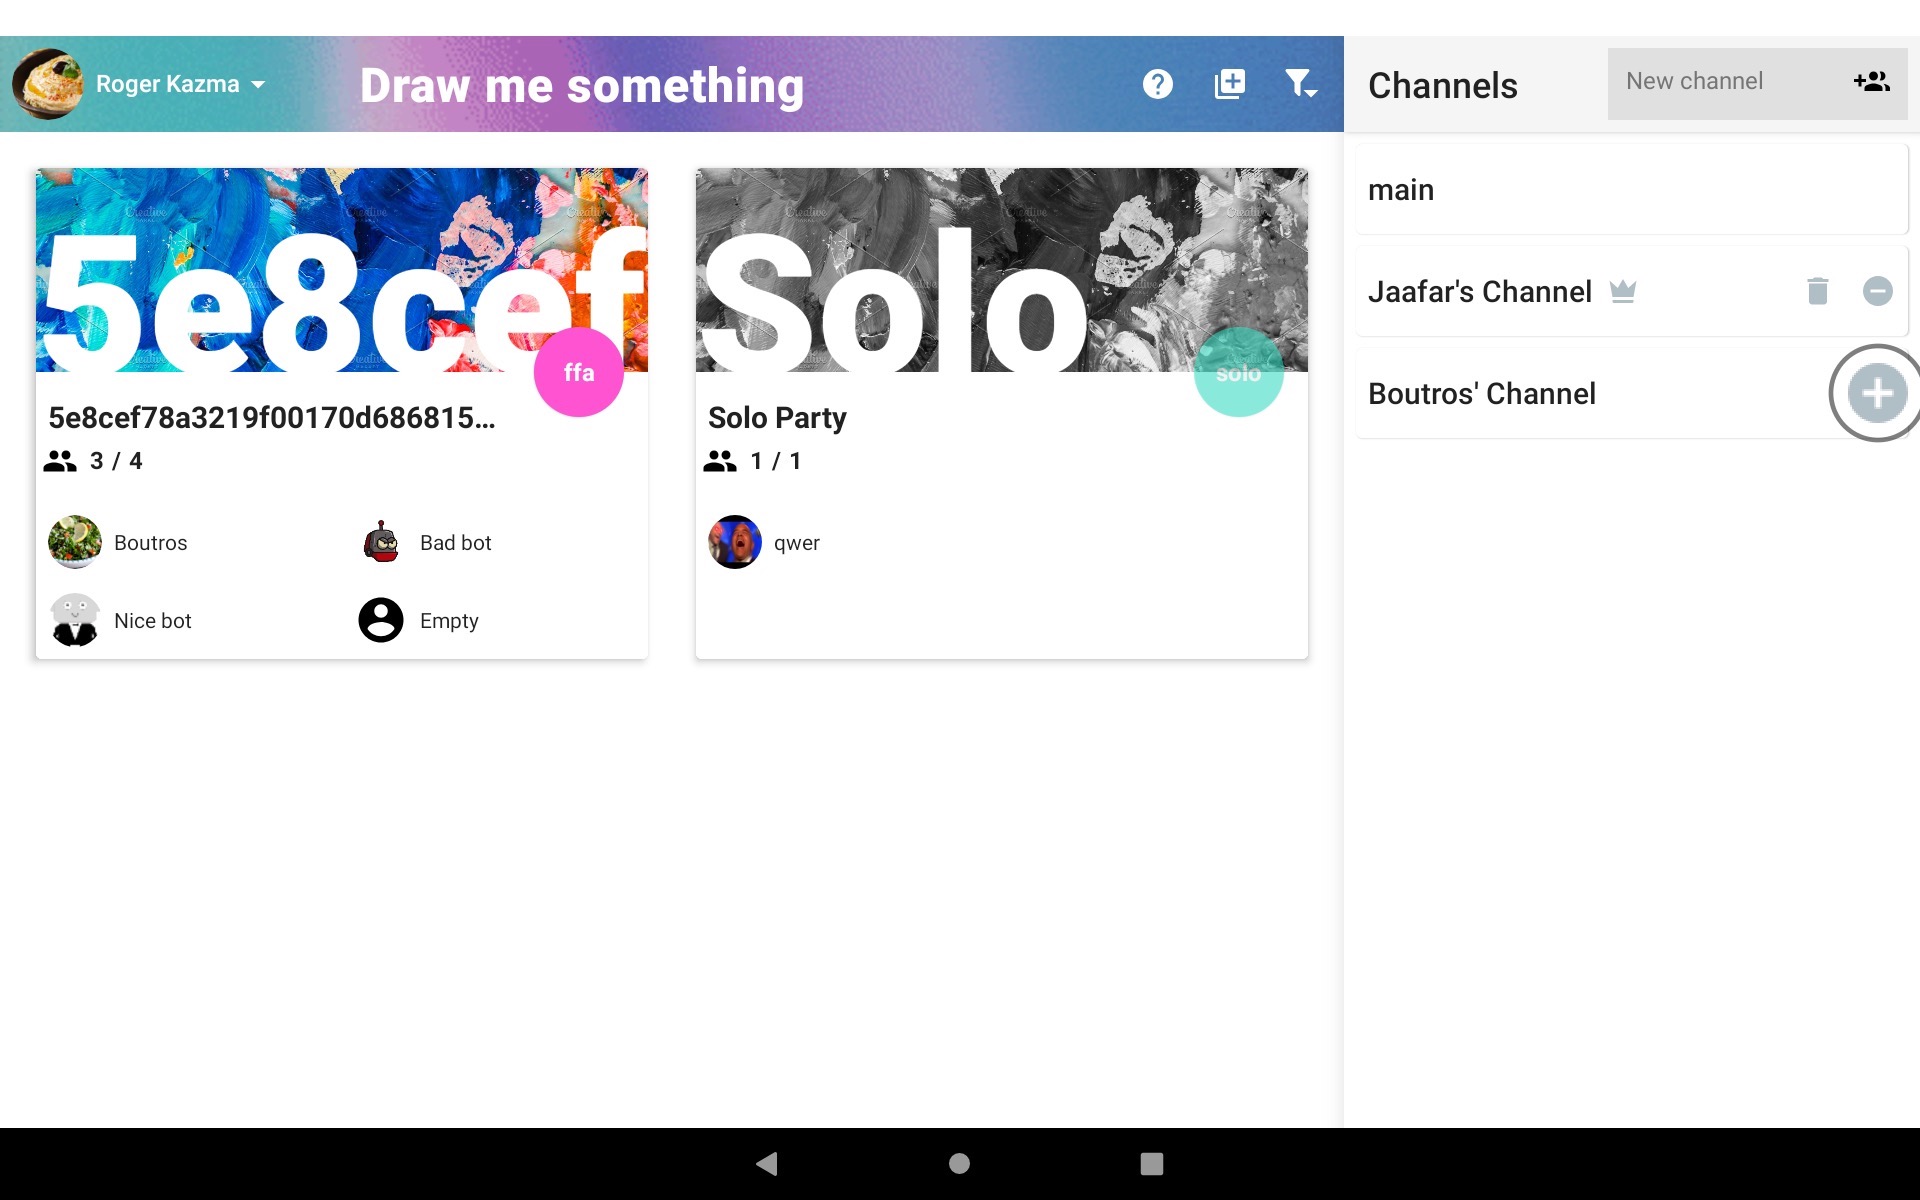 Roger Kazma
Draw me something
Channels
New channel
5e8cef
ffa
5e8cef78a3219f00170d686815...
3 / 4
Boutros
Bad bot
Nice bot
Empty
Solo
solo
Solo Party
1 / 1
qwer
main
Jaafar's Channel
Boutros' Channel